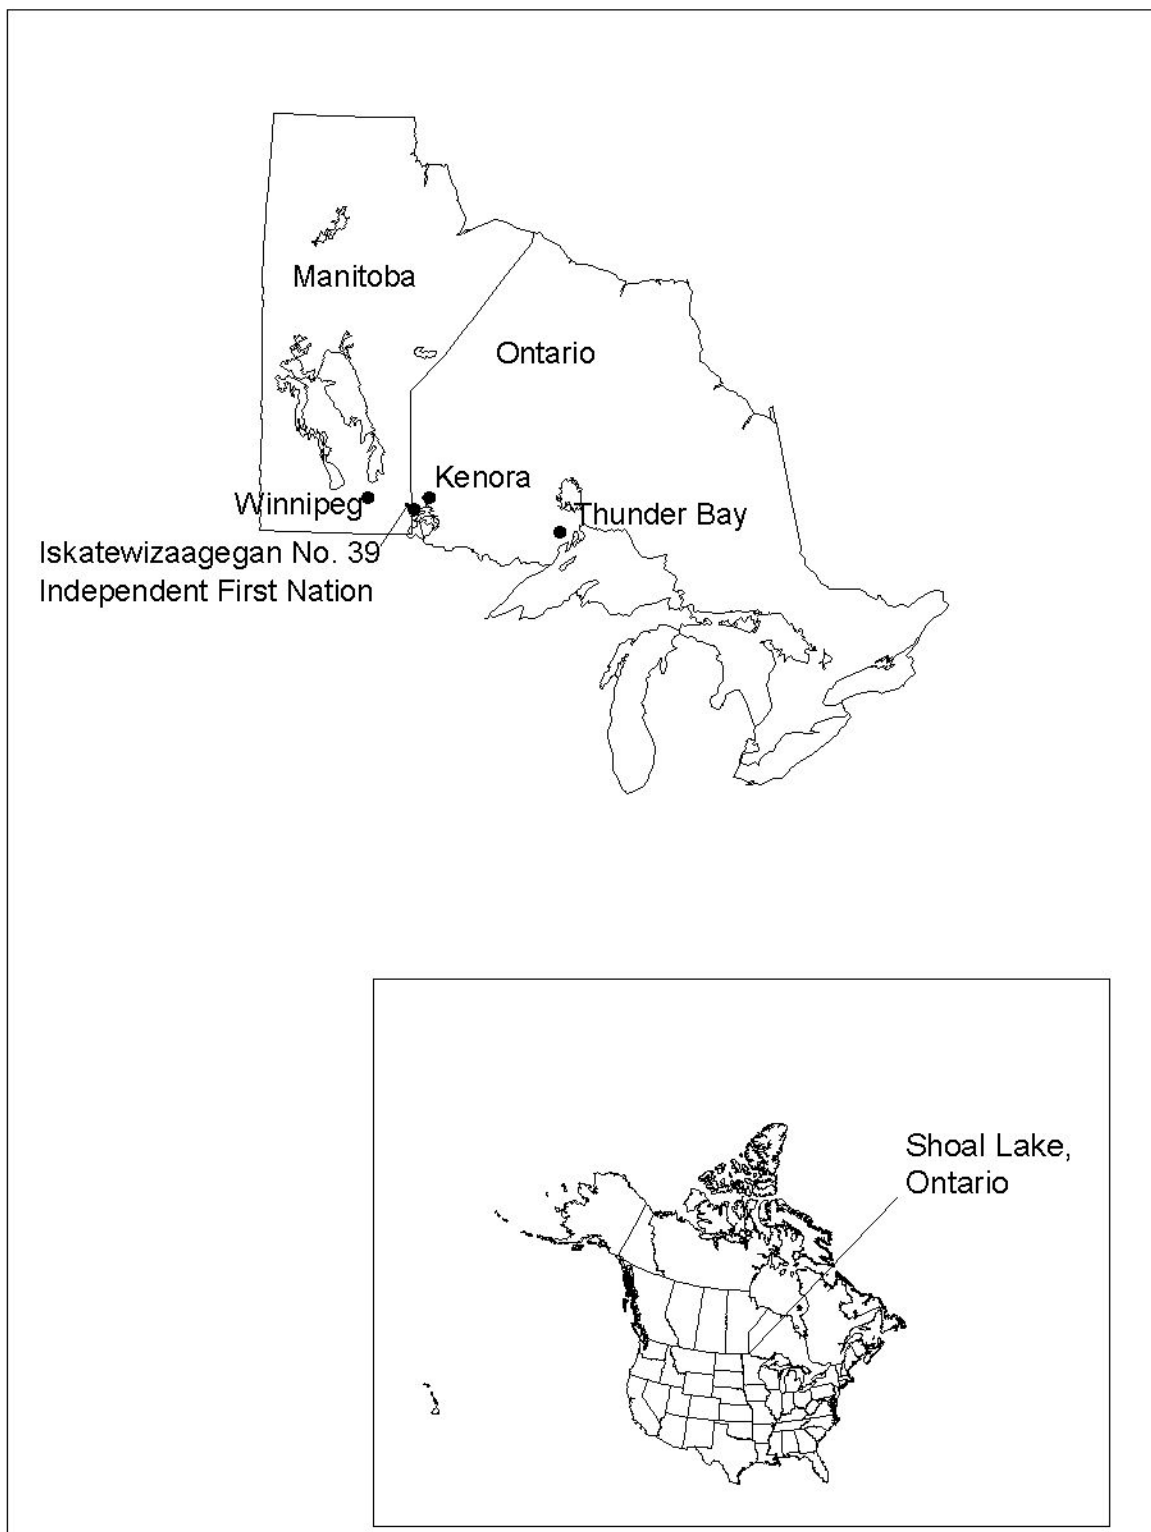 Manitoba
Ontario
Kenora
Winnipeg
Thunder Bay
Iskatewizaagegan No. 39
Independent First Nation
Shoal Lake,
Ontario